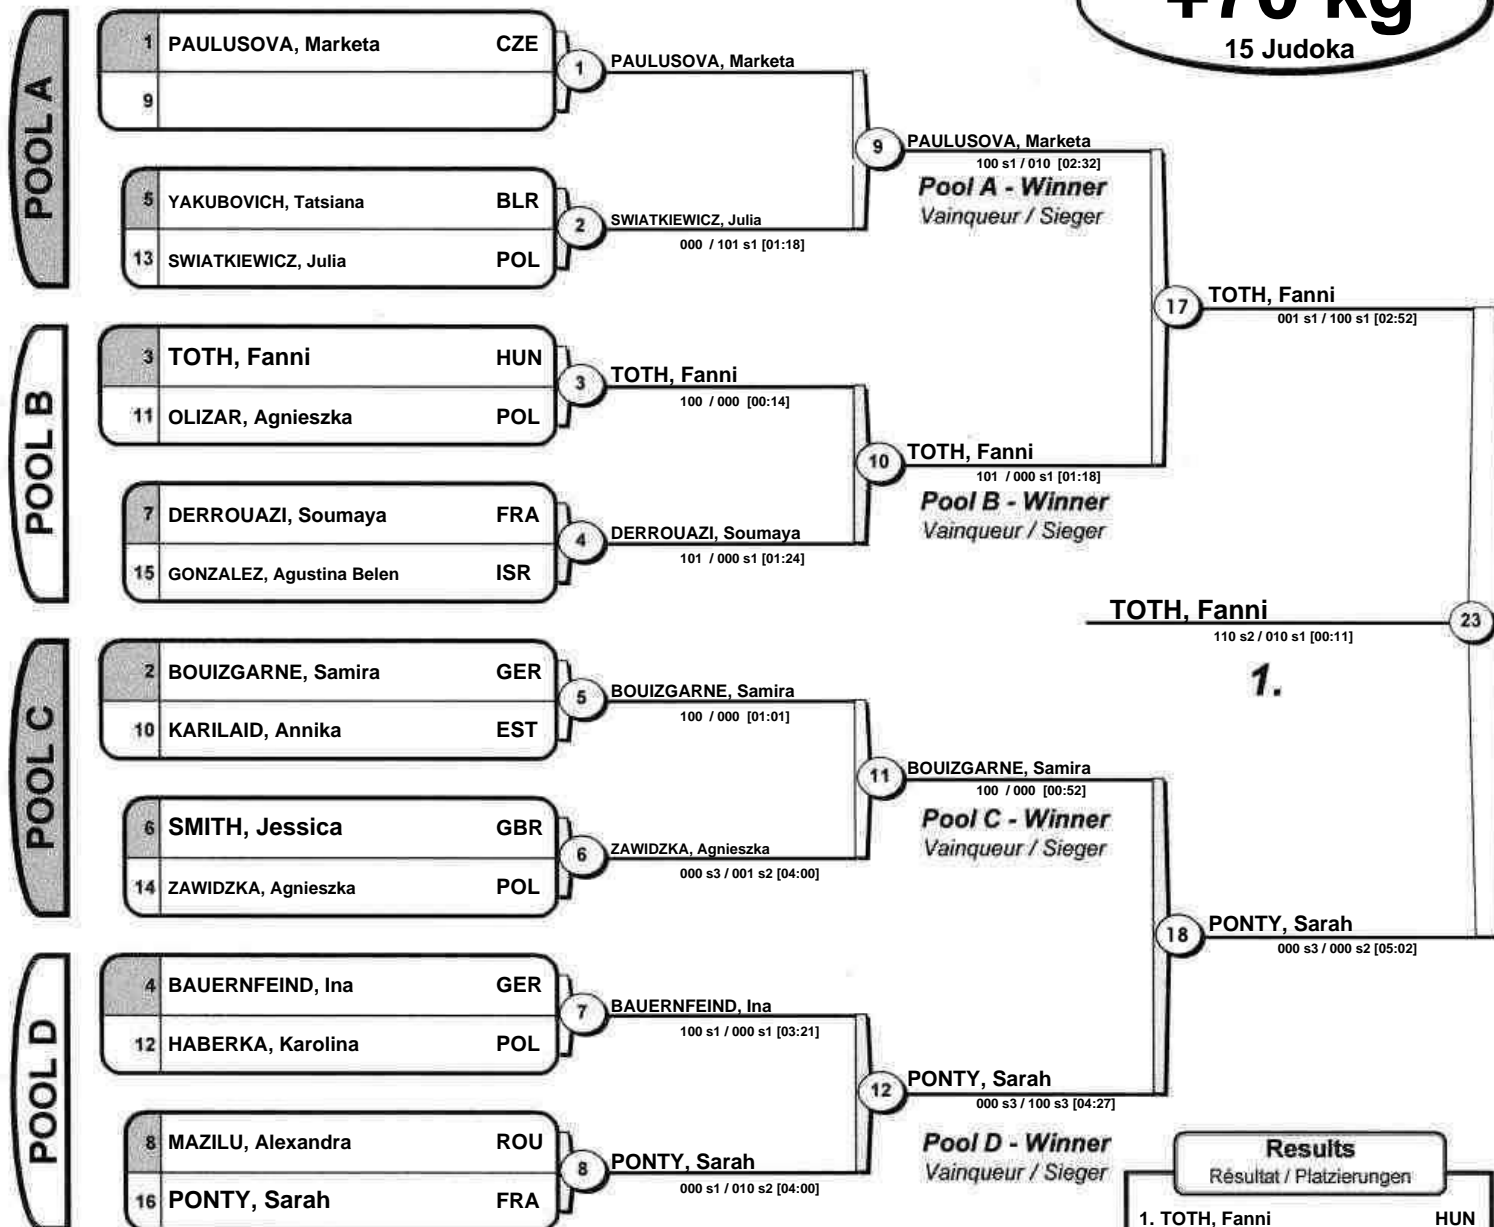 +70 kg
15 Judoka
POOL A
1 PAULUSOVA, Marketa CZE
9
1
PAULUSOVA, Marketa
5 YAKUBOVICH, Tatsiana BLR
13 SWIATKIEWICZ, Julia POL
2
SWIATKIEWICZ, Julia
000 / 101 s1 [01:18]
9
PAULUSOVA, Marketa
100 s1 / 010 [02:32]
Pool A - Winner
Vainqueur / Sieger
POOL B
3 TOTH, Fanni HUN
11 OLIZAR, Agnieszka POL
3
TOTH, Fanni
100 / 000 [00:14]
7 DERROUAZI, Soumaya FRA
15 GONZALEZ, Agustina Belen ISR
4
DERROUAZI, Soumaya
101 / 000 s1 [01:24]
10
TOTH, Fanni
101 / 000 s1 [01:18]
Pool B - Winner
Vainqueur / Sieger
17
TOTH, Fanni
001 s1 / 100 s1 [02:52]
TOTH, Fanni
23
110 s2 / 010 s1 [00:11]
1.
POOL C
2 BOUIZGARNE, Samira GER
10 KARILAID, Annika EST
5
BOUIZGARNE, Samira
100 / 000 [01:01]
6 SMITH, Jessica GBR
14 ZAWIDZKA, Agnieszka POL
6
ZAWIDZKA, Agnieszka
000 s3 / 001 s2 [04:00]
11
BOUIZGARNE, Samira
100 / 000 [00:52]
Pool C - Winner
Vainqueur / Sieger
POOL D
4 BAUERNFEIND, Ina GER
12 HABERKA, Karolina POL
7
BAUERNFEIND, Ina
100 s1 / 000 s1 [03:21]
8 MAZILU, Alexandra ROU
16 PONTY, Sarah FRA
8
PONTY, Sarah
000 s1 / 010 s2 [04:00]
12
PONTY, Sarah
000 s3 / 100 s3 [04:27]
Pool D - Winner
Vainqueur / Sieger
18
PONTY, Sarah
000 s3 / 000 s2 [05:02]
Results
Résultat / Platzierungen
1. TOTH, Fanni HUN